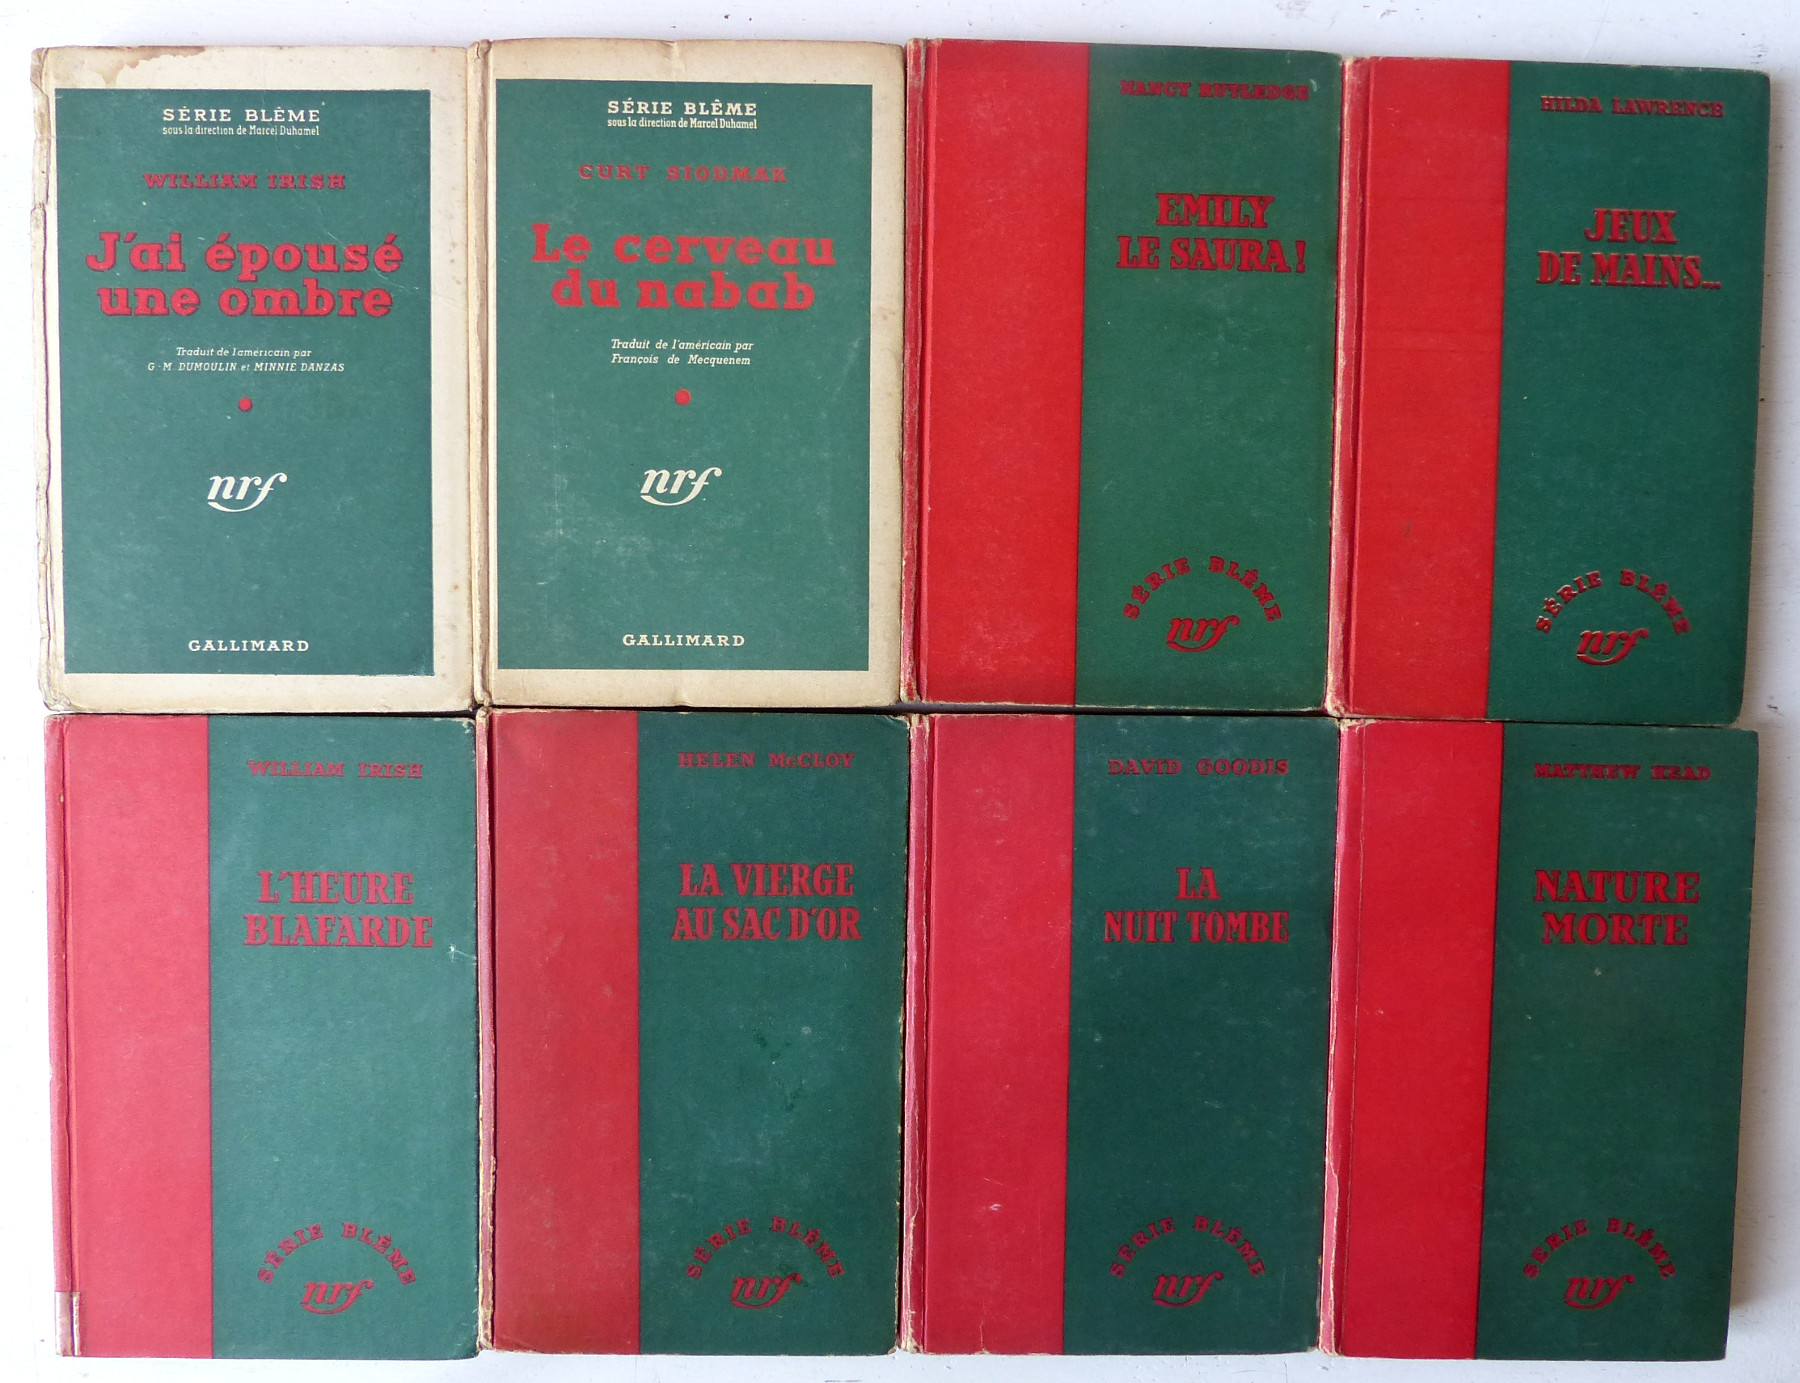 SÉRIE BLÊME
sous la direction de Marcel Duhamel
WILLIAM IRISH
J'ai épousé
une ombre
Traduit de l'américain par
G-M DUMOULIN et MINNIE DANZAS
nrf
GALLIMARD
SÉRIE BLÊME
sous la direction de Marcel Duhamel
CURT SIODMAK
Le cerveau
du nabab
Traduit de l'américain par
François de Mecquenem
nrf
GALLIMARD
NANCY RUTLEDGE
EMILY
LE SAURA!
SÉRIE BLÊME
nrf
HILDA LAWRENCE
JEUX
DE MAINS...
SÉRIE BLÊME
nrf
WILLIAM IRISH
L'HEURE
BLAFARDE
SÉRIE BLÊME
nrf
HELEN McCLOY
LA VIERGE
AU SAC D'OR
SÉRIE BLÊME
nrf
DAVID GOODIS
LA
NUIT TOMBE
SÉRIE BLÊME
nrf
MATTHEW HEAD
NATURE
MORTE
SÉRIE BLÊME
nrf